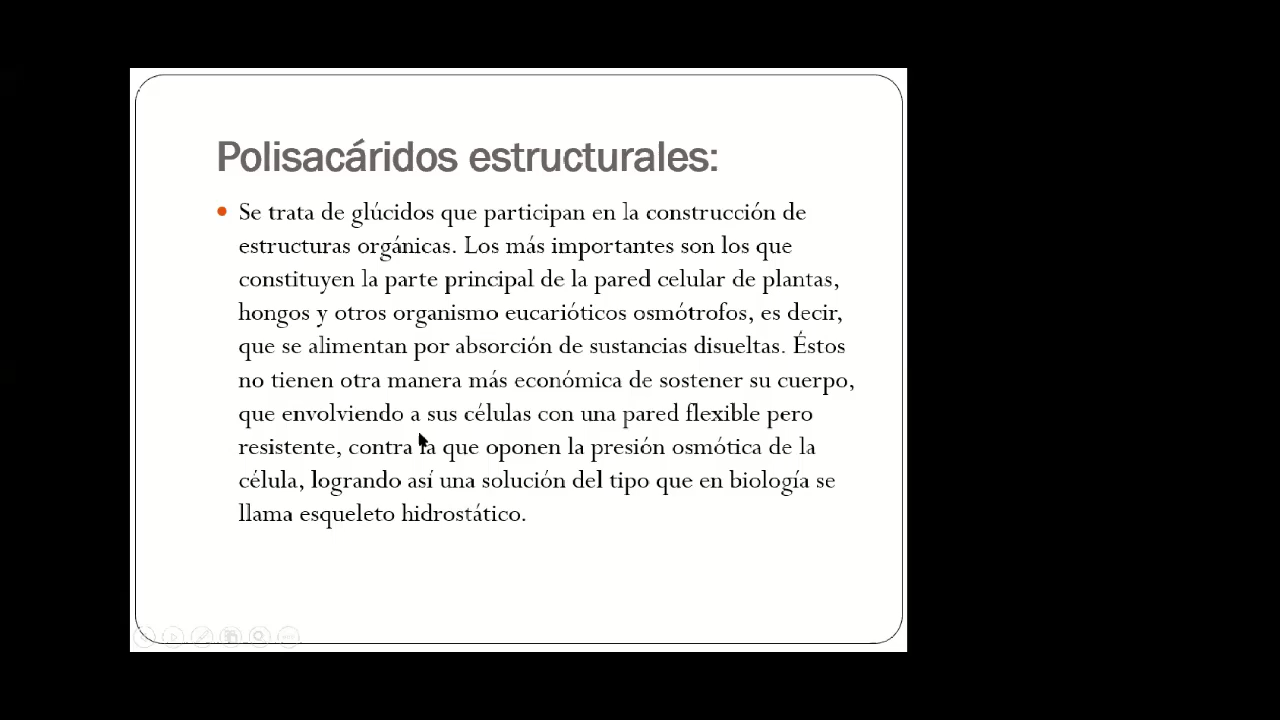 Polisacáridos estructurales:
Se trata de glúcidos que participan en la construcción de
estructuras orgánicas. Los más importantes son los que
constituyen la parte principal de la pared celular de plantas,
hongos y otros organismo eucarióticos osmótrofos, es decir,
que se alimentan por absorción de sustancias disueltas. Éstos
no tienen otra manera más económica de sostener su cuerpo,
que envolviendo a sus células con una pared flexible pero
resistente, contra la que oponen la presión osmótica de la
célula, logrando así una solución del tipo que en biología se
llama esqueleto hidrostático.